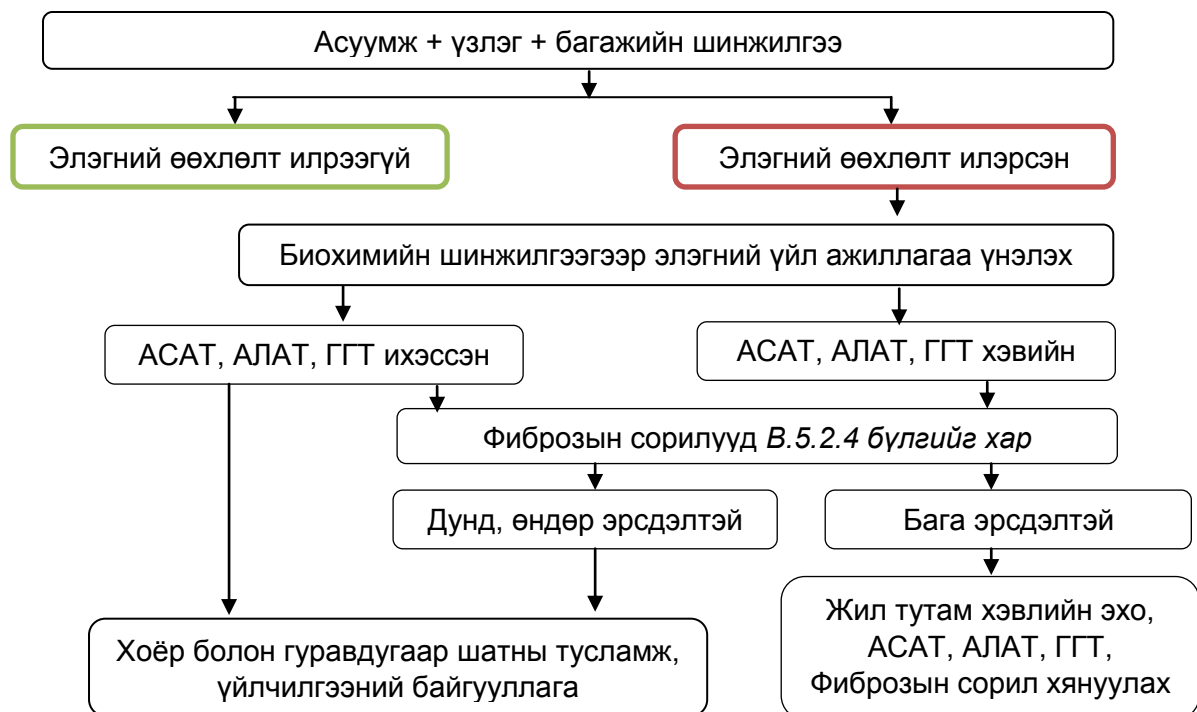 Асуумж + үзлэг + багажийн шинжилгээ
Элэгний өөхлөлт илрээгүй
Элэгний өөхлөлт илэрсэн
Биохимийн шинжилгээгээр элэгний үйл ажиллагаа үнэлэх
АСАТ, АЛАТ, ГГТ ихэссэн
АСАТ, АЛАТ, ГГТ хэвийн
Фиброзын сорилууд В.5.2.4 бүлгийг хар
Дунд, өндөр эрсдэлтэй
Бага эрсдэлтэй
Хоёр болон гуравдугаар шатны тусламж,
үйлчилгээний байгууллага
Жил тутам хэвлийн эхо,
АСАТ, АЛАТ, ГГТ,
Фиброзын сорил хянуулах